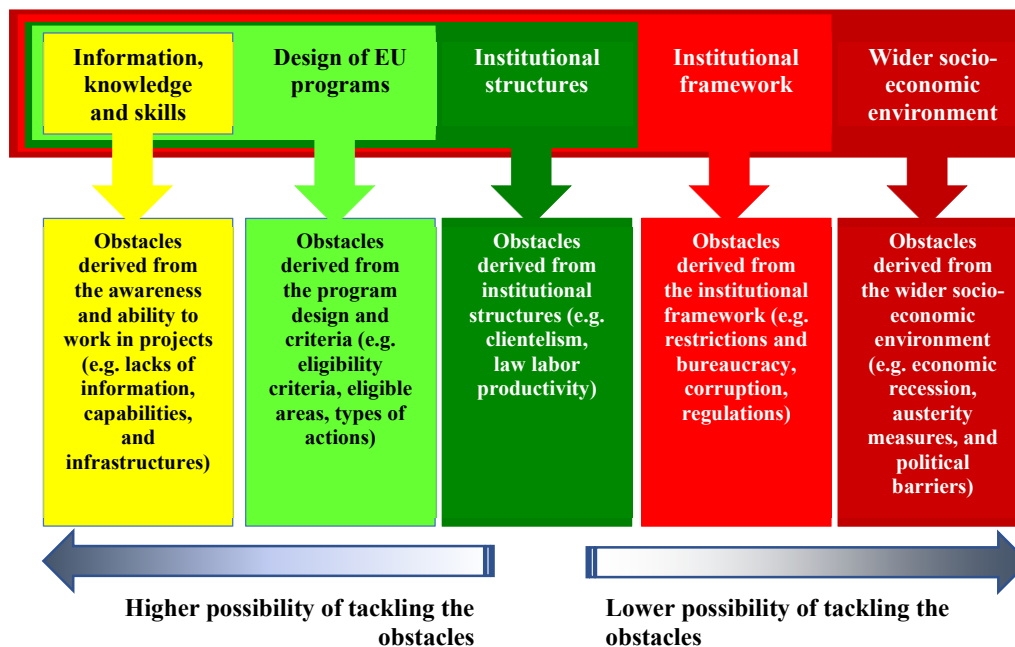 Information,
knowledge
and skills
Design of EU
programs
Institutional
structures
Institutional
framework
Wider socio-
economic
environment
Obstacles
derived from
the awareness
and ability to
work in projects
(e.g. lacks of
information,
capabilities,
and
infrastructures)
Obstacles
derived from
the program
design and
criteria (e.g.
eligibility
criteria, eligible
areas, types of
actions)
Obstacles
derived from
institutional
structures (e.g.
clientelism,
law labor
productivity)
Obstacles
derived from
the institutional
framework (e.g.
restrictions and
bureaucracy,
corruption,
regulations)
Obstacles
derived from
the wider socio-
economic
environment
(e.g. economic
recession,
austerity
measures, and
political
barriers)
Higher possibility of tackling the
obstacles
Lower possibility of tackling the
obstacles